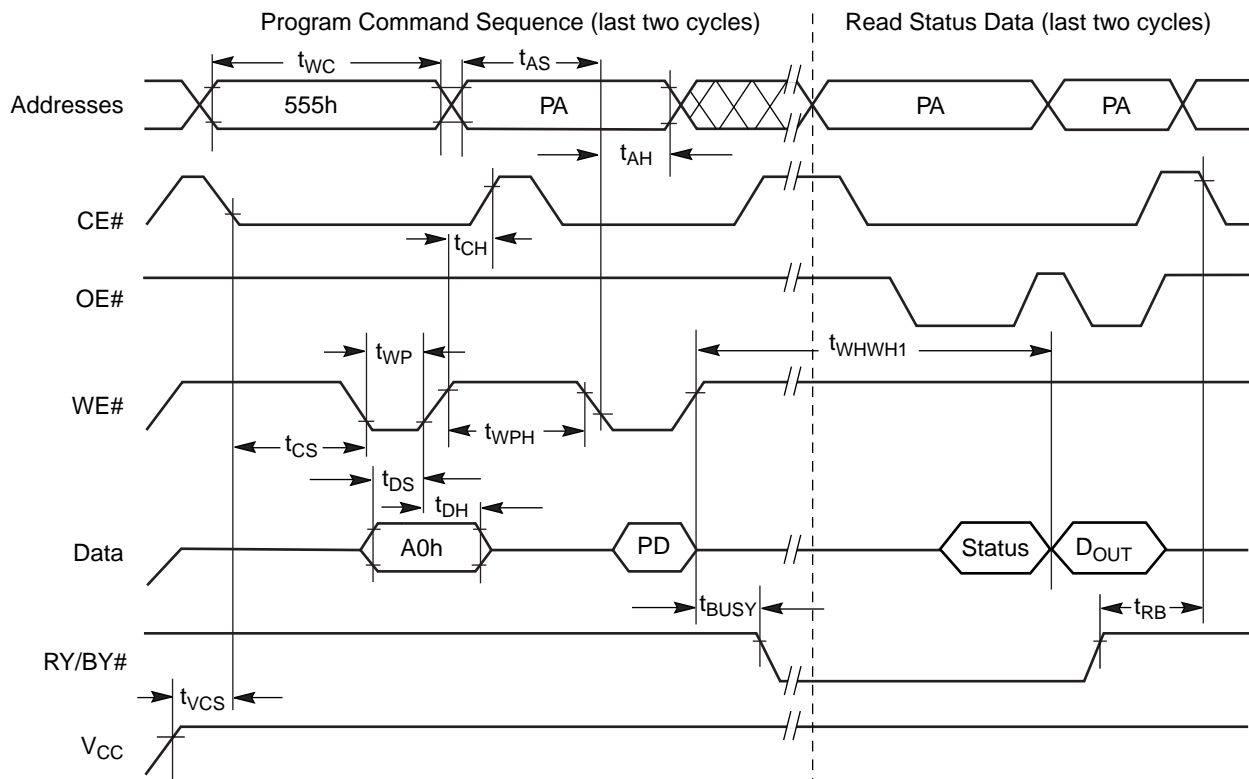 Program Command Sequence (last two cycles)
Read Status Data (last two cycles)
tWC
tAS
Addresses
555h
PA
PA
PA
tAH
CE#
tCH
OE#
tWP
tWHWH1
WE#
tCS
tWPH
tDS
tDH
Data
A0h
PD
Status
DOUT
tBUSY
tRB
RY/BY#
tVCS
VCC